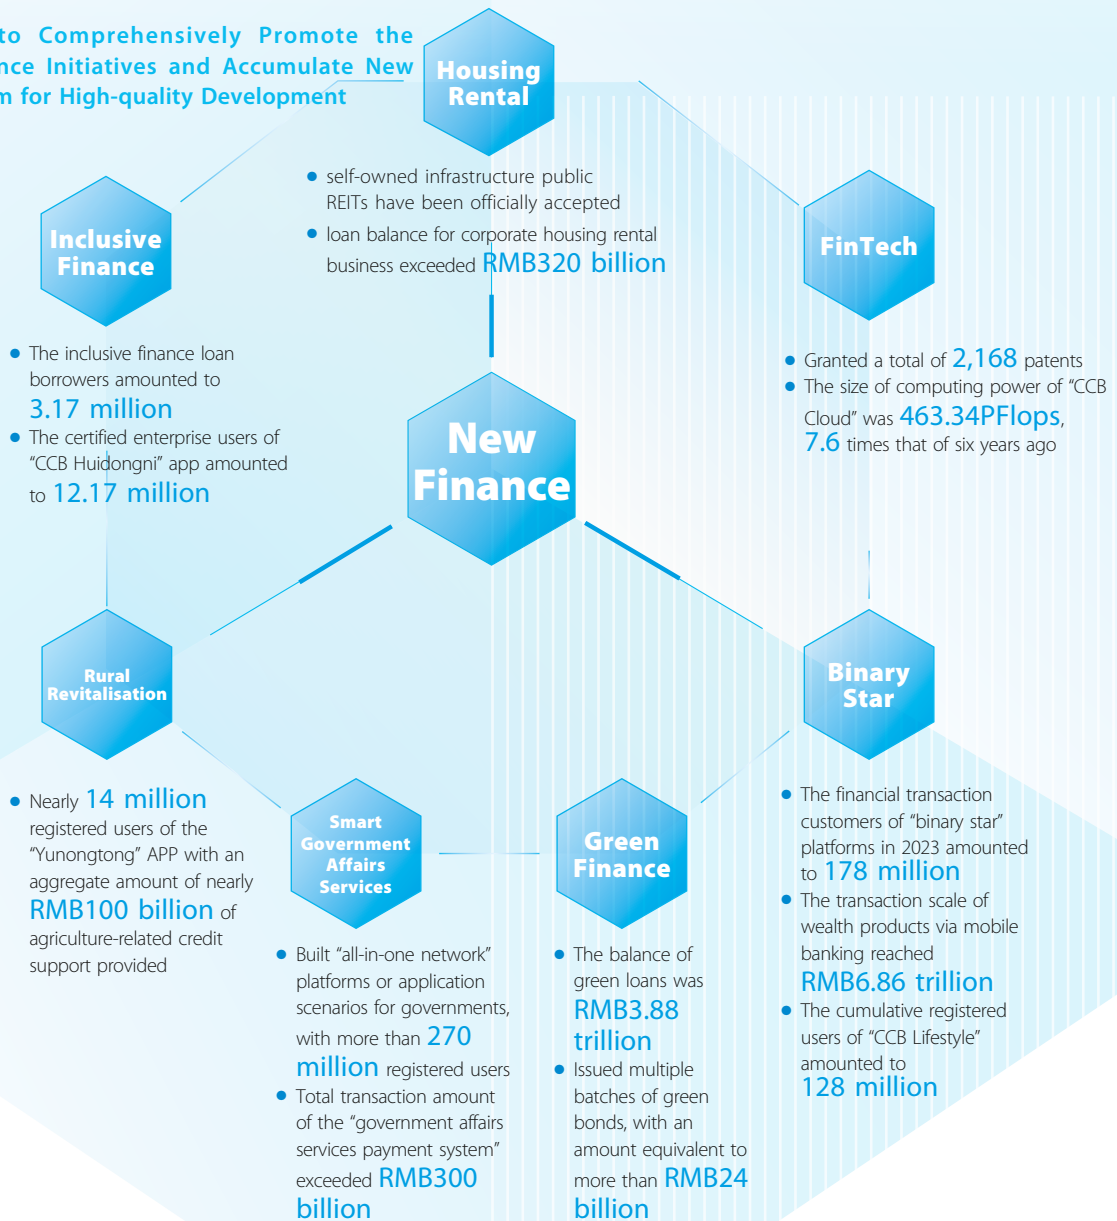 to Comprehensively Promote the
Initiatives and Accumulate New
for High-quality Development
Housing
Rental
• self-owned infrastructure public
REITs have been officially accepted
• loan balance for corporate housing rental
business exceeded RMB320 billion
Inclusive
Finance
• The inclusive finance loan
borrowers amounted to
3.17 million
• The certified enterprise users of
“CCB Huidongni” app amounted
to 12.17 million
FinTech
• Granted a total of 2,168 patents
• The size of computing power of “CCB
Cloud” was 463.34PFlops,
7.6 times that of six years ago
New
Finance
Rural
Revitalisation
• Nearly 14 million
registered users of the
“Yunongtong” APP with an
aggregate amount of nearly
RMB100 billion of
agriculture-related credit
support provided
Smart
Government
Affairs
Services
• Built “all-in-one network”
platforms or application
scenarios for governments,
with more than 270
million registered users
• Total transaction amount
of the “government affairs
services payment system”
exceeded RMB300
billion
Green
Finance
• The balance of
green loans was
RMB3.88
trillion
• Issued multiple
batches of green
bonds, with an
amount equivalent to
more than RMB24
billion
Binary
Star
• The financial transaction
customers of “binary star”
platforms in 2023 amounted
to 178 million
• The transaction scale of
wealth products via mobile
banking reached
RMB6.86 trillion
• The cumulative registered
users of “CCB Lifestyle”
amounted to
128 million